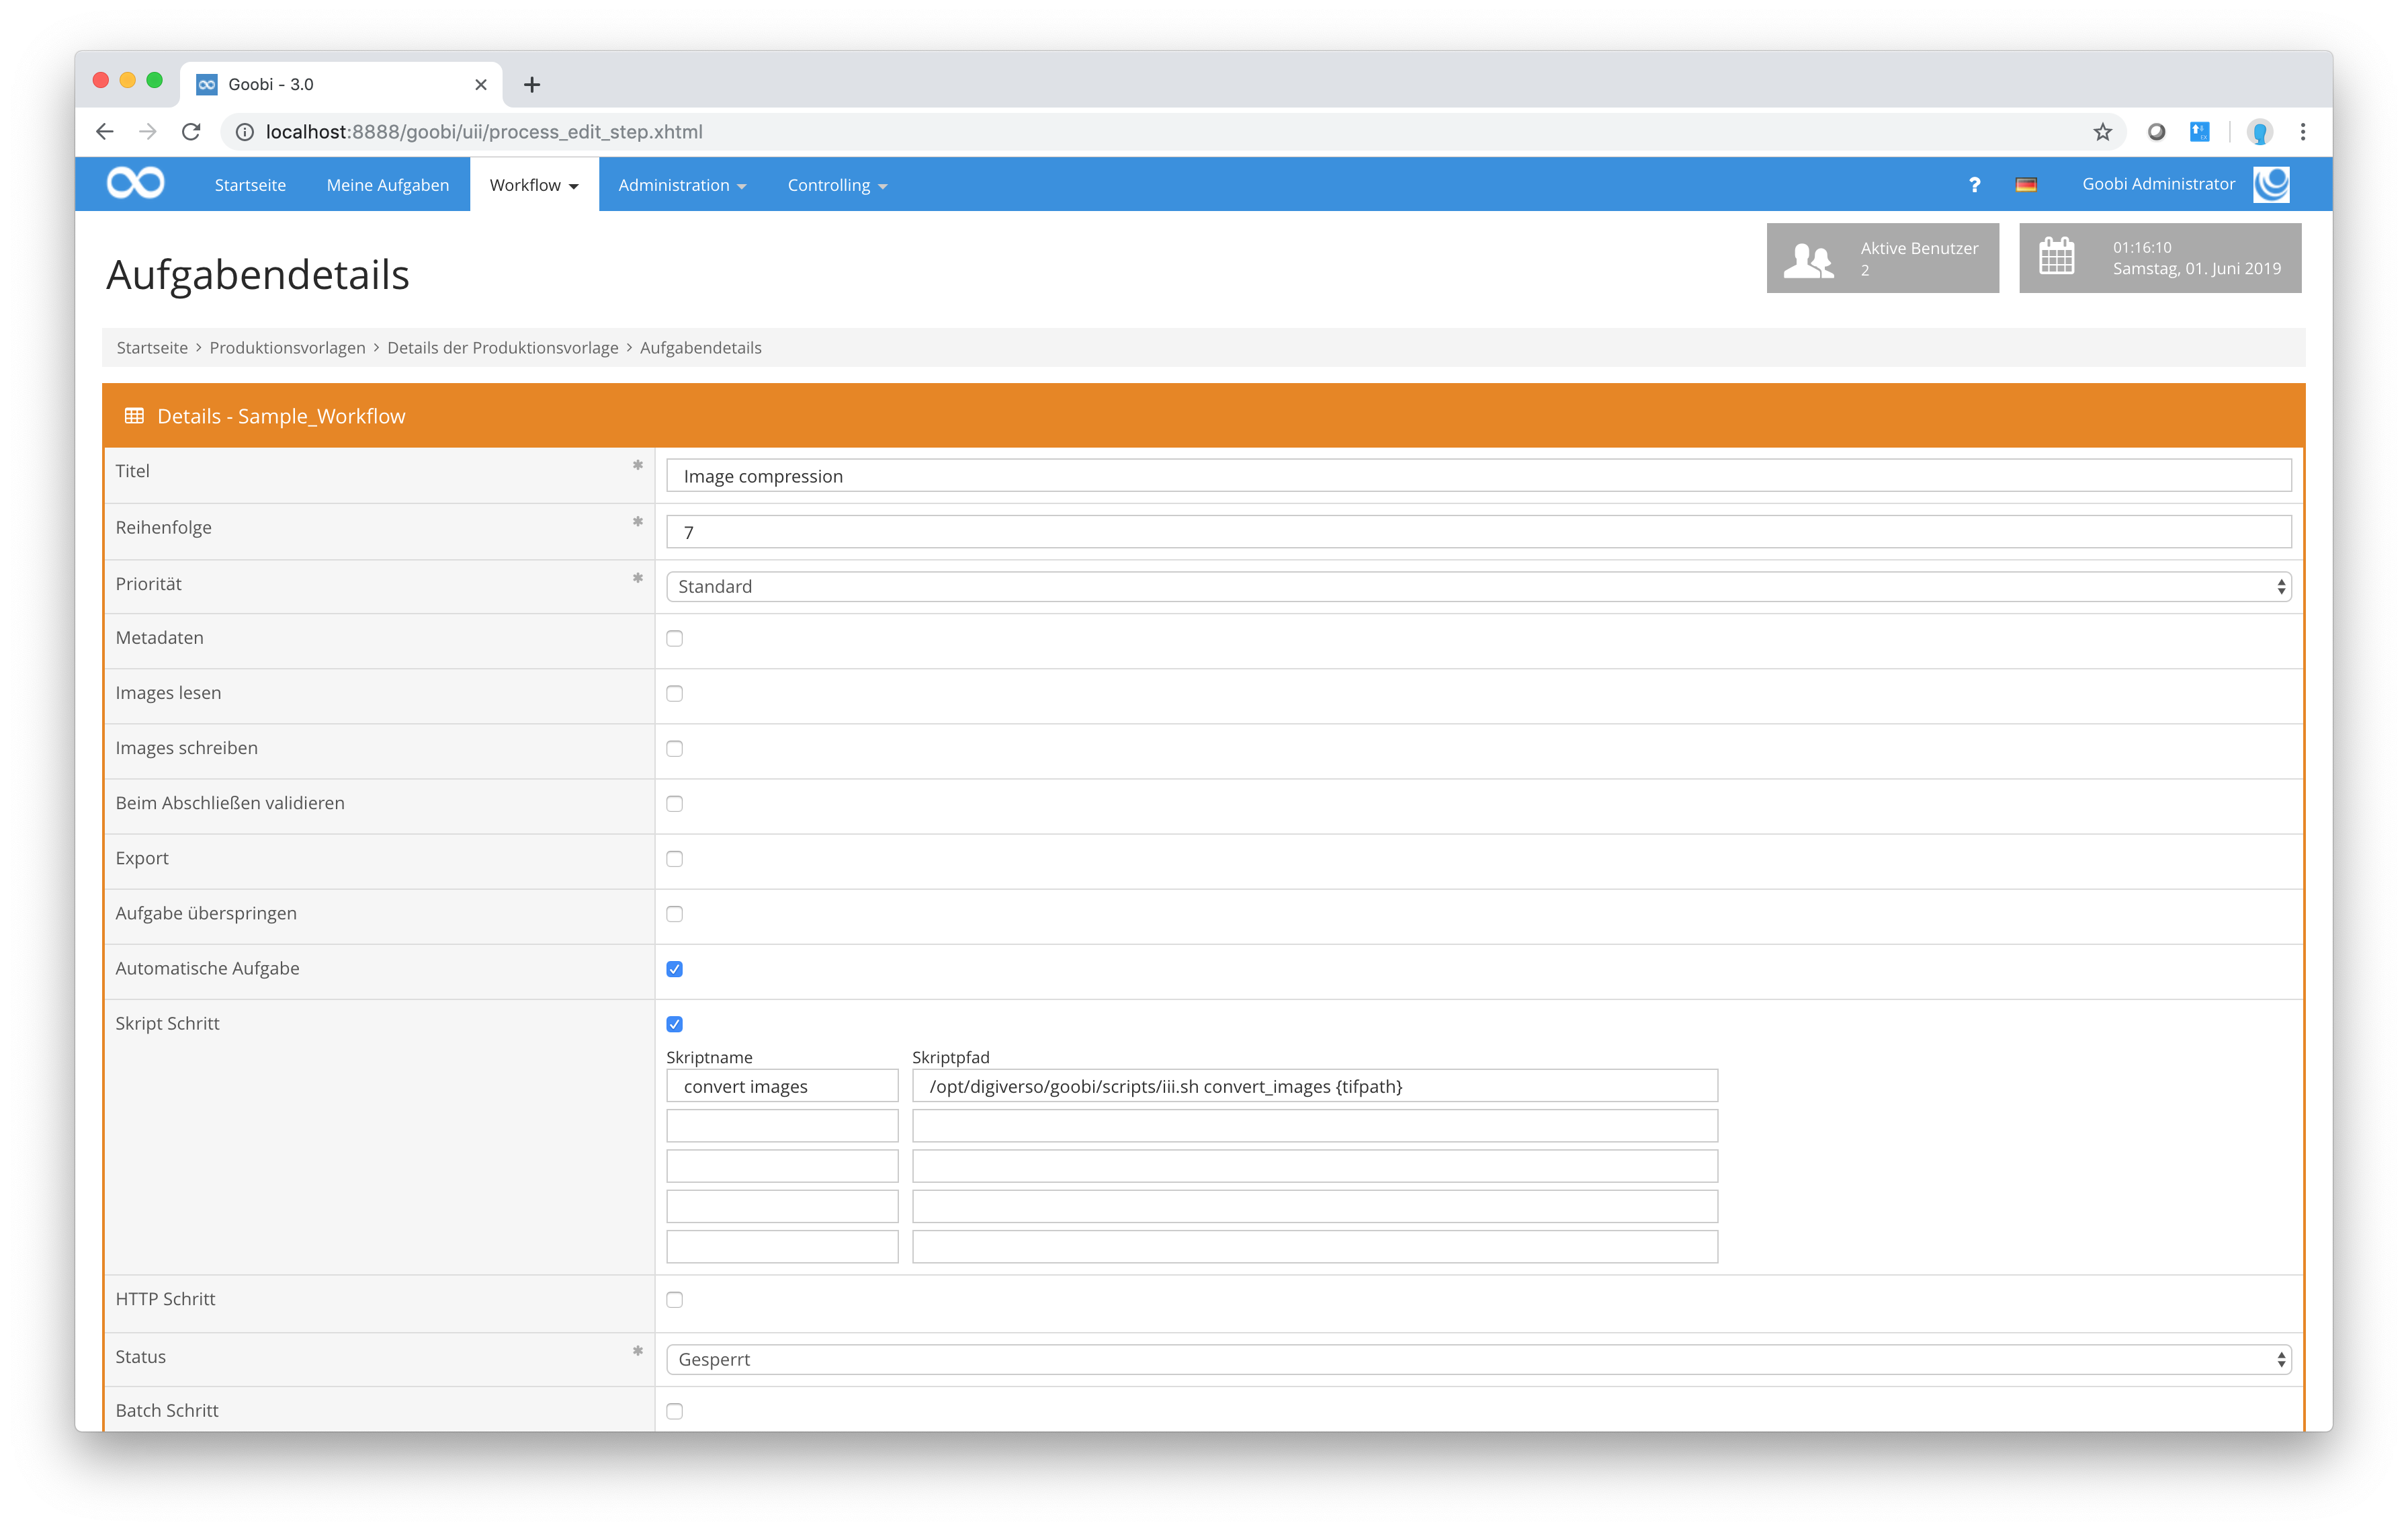 Goobi - 3.0
localhost:8888/goobi/uii/process_edit_step.xhtml
Startseite Meine Aufgaben Workflow Administration Controlling ? Goobi Administrator
Aufgabendetails
Aktive Benutzer
2
01:16:10
Samstag, 01. Juni 2019
Startseite > Produktionsvorlagen > Details der Produktionsvorlage > Aufgabendetails
Details - Sample_Workflow
Titel * Image compression
Reihenfolge * 7
Priorität * Standard
Metadaten
Images lesen
Images schreiben
Beim Abschließen validieren
Export
Aufgabe überspringen
Automatische Aufgabe
Skript Schritt
Skriptname Skriptpfad
convert images /opt/digiverso/goobi/scripts/iii.sh convert_images {tifpath}
HTTP Schritt
Status * Gesperrt
Batch Schritt